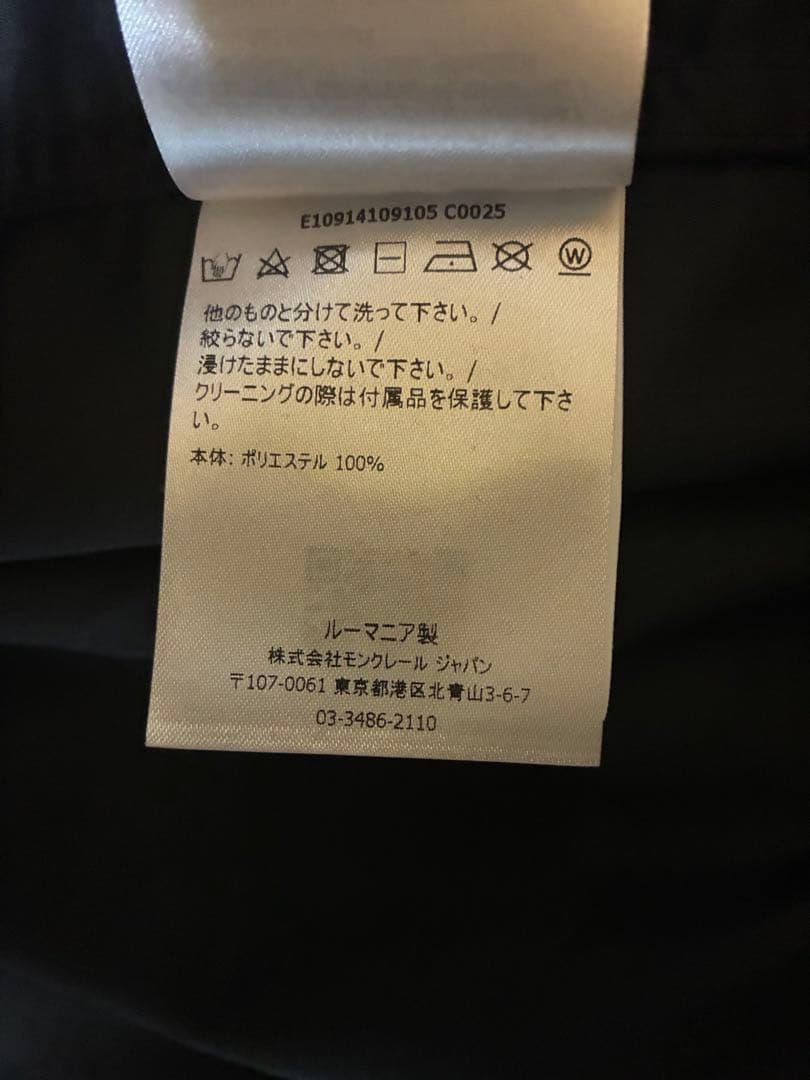 E10914109105 C0025
W
他のものと分けて洗って下さい。/
絞らないで下さい。/
浸けたままにしないで下さい。/
クリーニングの際は付属品を保護して下さ
い。
本体: ポリエステル 100%
ルーマニア製
株式会社モンクレール ジャパン
〒107-0061 東京都港区北青山3-6-7
03-3486-2110